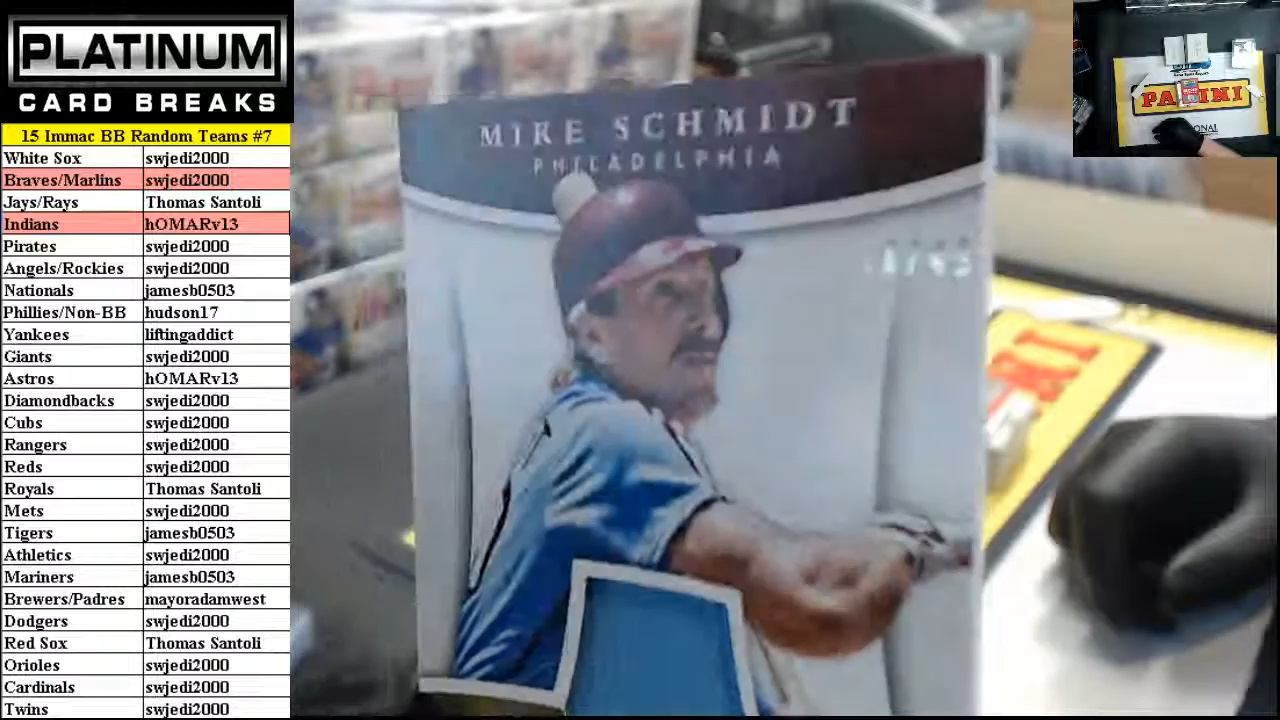 PLATINUM
CARD BREAKS
15 Immac BB Random Teams #7
White Sox swjedi2000
Braves/Marlins swjedi2000
Jays/Rays Thomas Santoli
Indians hOMARv13
Pirates swjedi2000
Angels/Rockies swjedi2000
Nationals jamesb0503
Phillies/Non-BB hudson17
Yankees liftingaddict
Giants swjedi2000
Astros hOMARv13
Diamondbacks swjedi2000
Cubs swjedi2000
Rangers swjedi2000
Reds swjedi2000
Royals Thomas Santoli
Mets swjedi2000
Tigers jamesb0503
Athletics swjedi2000
Mariners jamesb0503
Brewers/Padres mayoradamwest
Dodgers swjedi2000
Red Sox Thomas Santoli
Orioles swjedi2000
Cardinals swjedi2000
Twins swjedi2000
MIKE SCHMIDT
PHILADELPHIA
PANINI